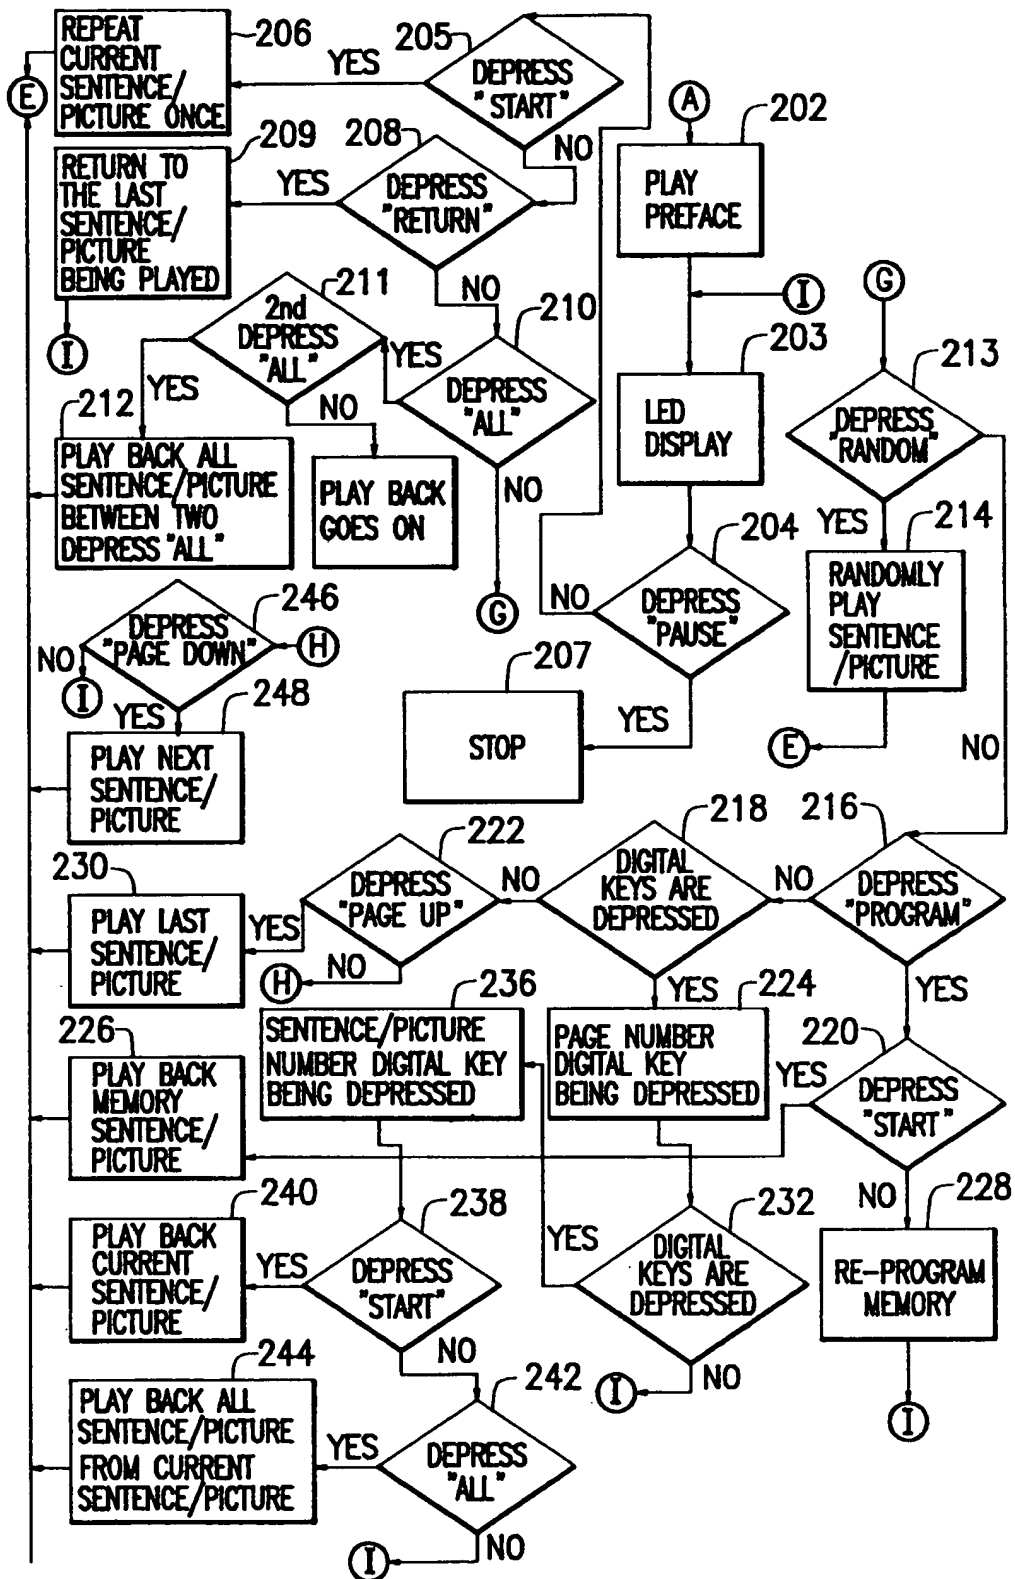 REPEAT
CURRENT
SENTENCE/
PICTURE ONCE
206
E
YES
205
DEPRESS
"START"
NO
A
202
PLAY
PREFACE
RETURN TO
THE LAST
SENTENCE/
PICTURE
BEING PLAYED
209
YES
208
DEPRESS
"RETURN"
NO
I
I
211
2nd
DEPRESS
"ALL"
YES
NO
210
YES
DEPRESS
"ALL"
NO
G
203
LED
DISPLAY
G
213
DEPRESS
"RANDOM"
YES
NO
212
PLAY BACK ALL
SENTENCE/PICTURE
BETWEEN TWO
DEPRESS "ALL"
PLAY BACK
GOES ON
204
DEPRESS
"PAUSE"
NO
YES
214
RANDOMLY
PLAY
SENTENCE
/PICTURE
E
207
STOP
246
DEPRESS
"PAGE DOWN"
H
NO
I
YES
248
PLAY NEXT
SENTENCE/
PICTURE
230
PLAY LAST
SENTENCE/
PICTURE
YES
222
DEPRESS
"PAGE UP"
NO
H
NO
218
DIGITAL
KEYS ARE
DEPRESSED
YES
NO
216
DEPRESS
"PROGRAM"
YES
226
PLAY BACK
MEMORY
SENTENCE/
PICTURE
236
SENTENCE/PICTURE
NUMBER DIGITAL KEY
BEING DEPRESSED
224
PAGE NUMBER
DIGITAL KEY
BEING DEPRESSED
220
YES
DEPRESS
"START"
NO
240
PLAY BACK
CURRENT
SENTENCE/
PICTURE
YES
238
DEPRESS
"START"
NO
YES
232
DIGITAL
KEYS ARE
DEPRESSED
NO
I
228
RE-PROGRAM
MEMORY
I
244
PLAY BACK ALL
SENTENCE/PICTURE
FROM CURRENT
SENTENCE/PICTURE
YES
242
DEPRESS
"ALL"
NO
I